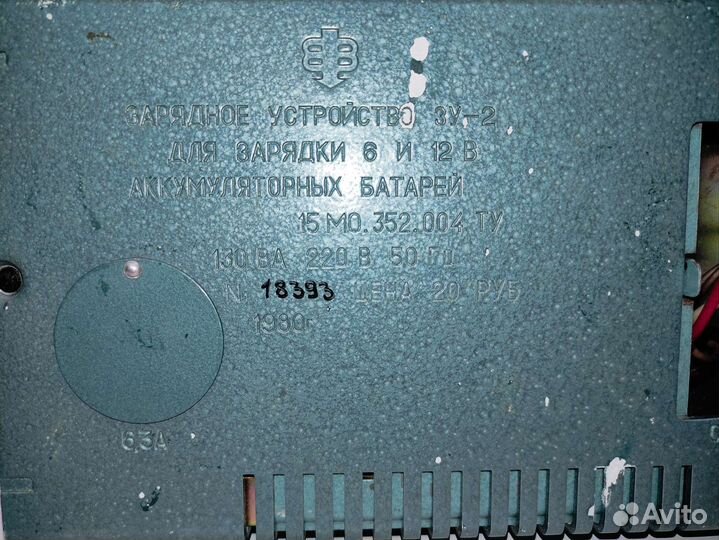 ЗАРЯДНОЕ УСТРОЙСТВО ЗУ-2
ДЛЯ ЗАРЯДКИ 6 И 12 В
АККУМУЛЯТОРНЫХ БАТАРЕЙ
15 МО.352.004 ТУ
130 ВА 220 В 50 ГЦ
N 18393 ЦЕНА 20 РУБ
1980г.
6,3А
Avito